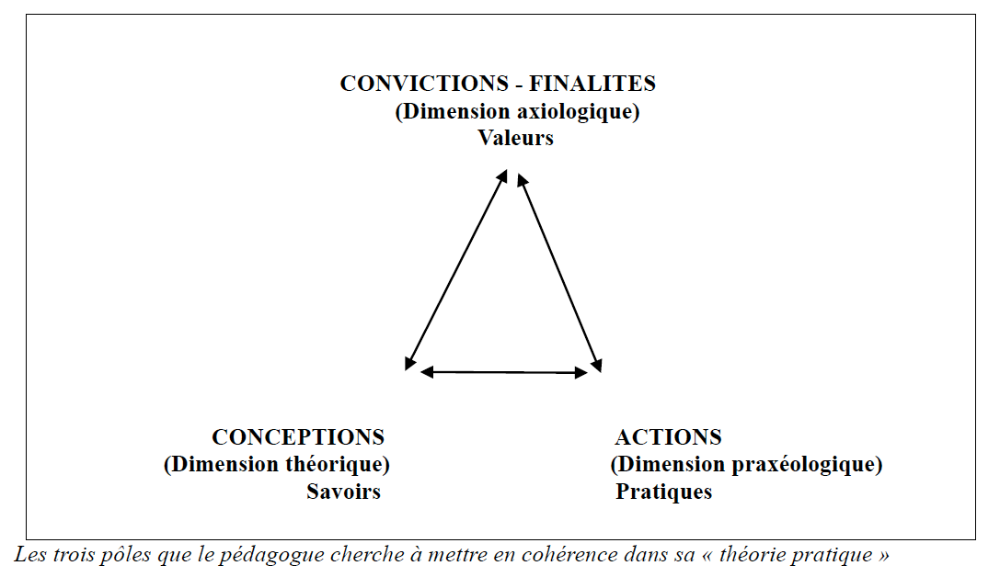 CONVICTIONS - FINALITES
(Dimension axiologique)
Valeurs
CONCEPTIONS
(Dimension théorique)
Savoirs
ACTIONS
(Dimension praxéologique)
Pratiques
Les trois pôles que le pédagogue cherche à mettre en cohérence dans sa « théorie pratique »